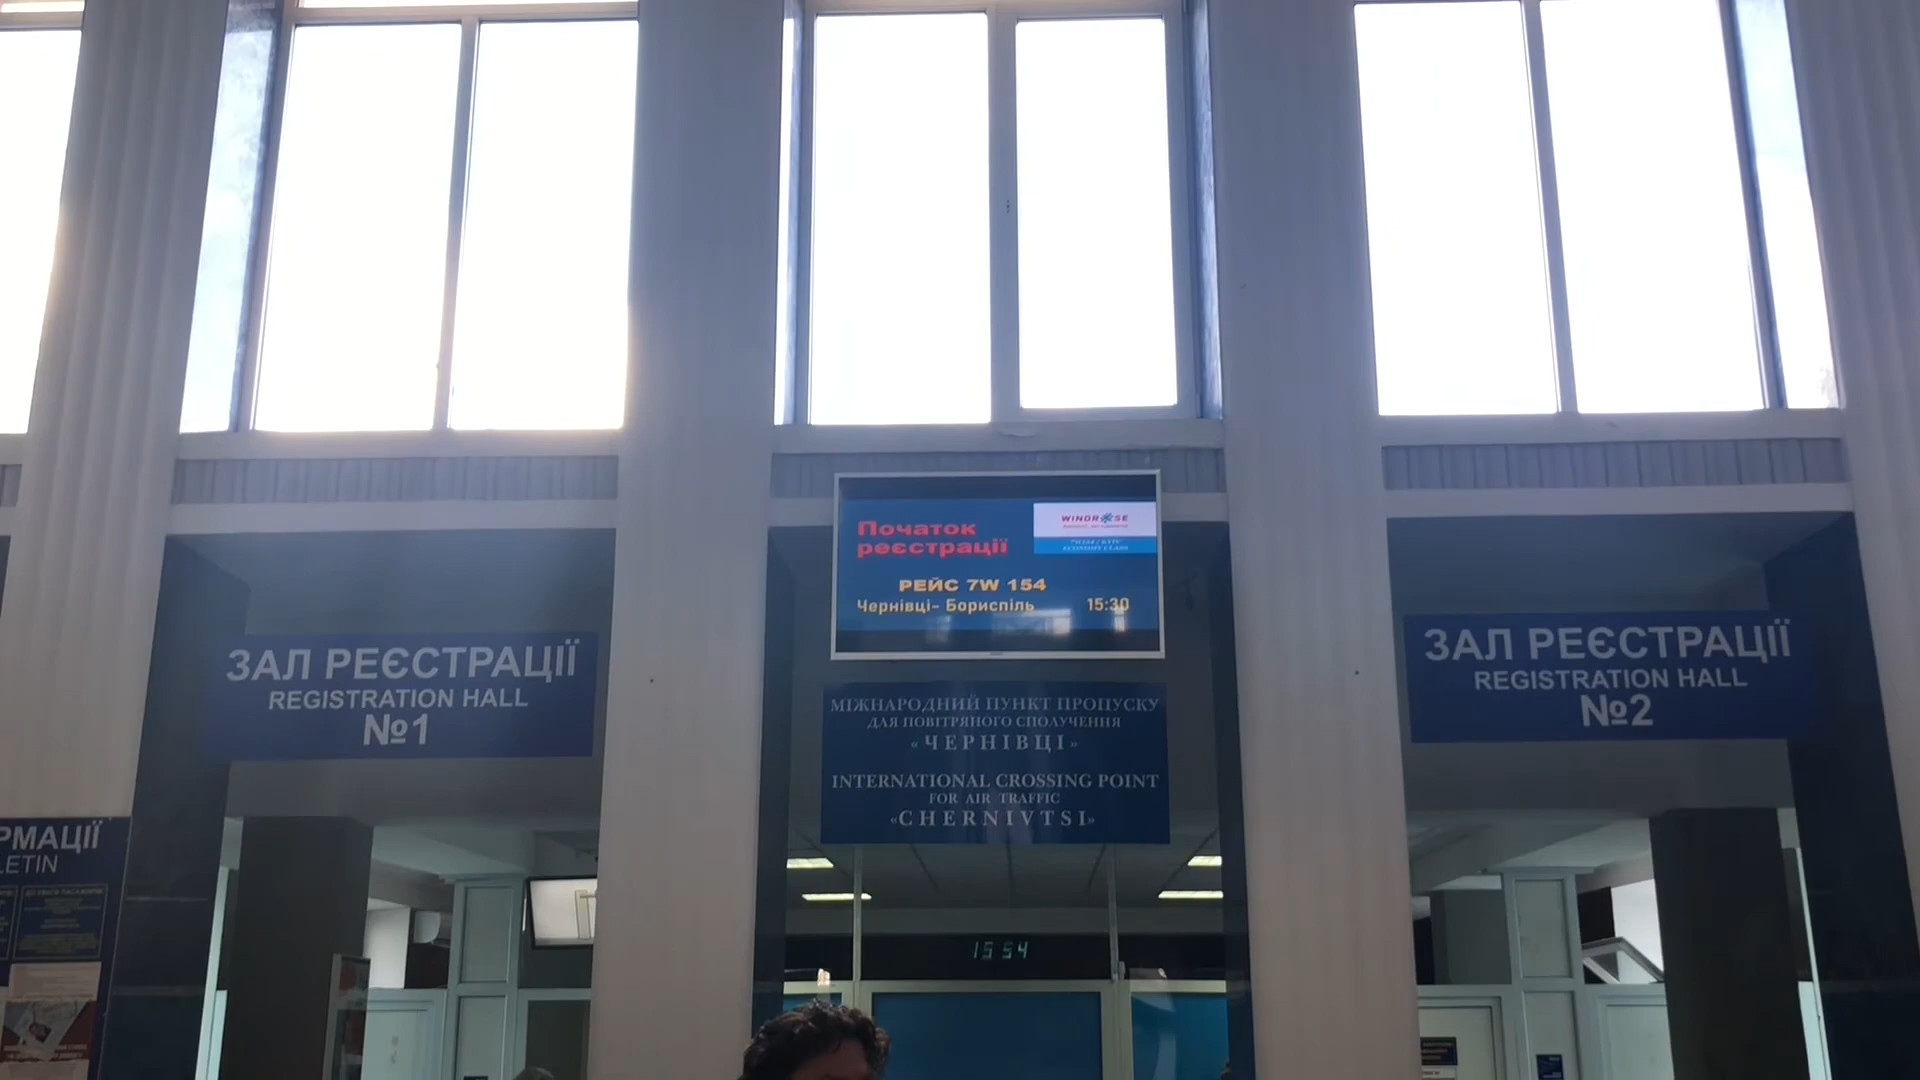 Початок
реєстрації
WINDROSE
ECONOMY CLASS
РЕЙС 7W 154
Чернівці- Бориспіль 15:30
ЗАЛ РЕЄСТРАЦІЇ
REGISTRATION HALL
№1
МІЖНАРОДНИЙ ПУНКТ ПРОПУСКУ
ДЛЯ ПОВІТРЯНОГО СПОЛУЧЕННЯ
«ЧЕРНІВЦІ»
INTERNATIONAL CROSSING POINT
FOR AIR TRAFFIC
«CHERNIVTSI»
ЗАЛ РЕЄСТРАЦІЇ
REGISTRATION HALL
№2
РМАЦІЇ
LETIN
15 54